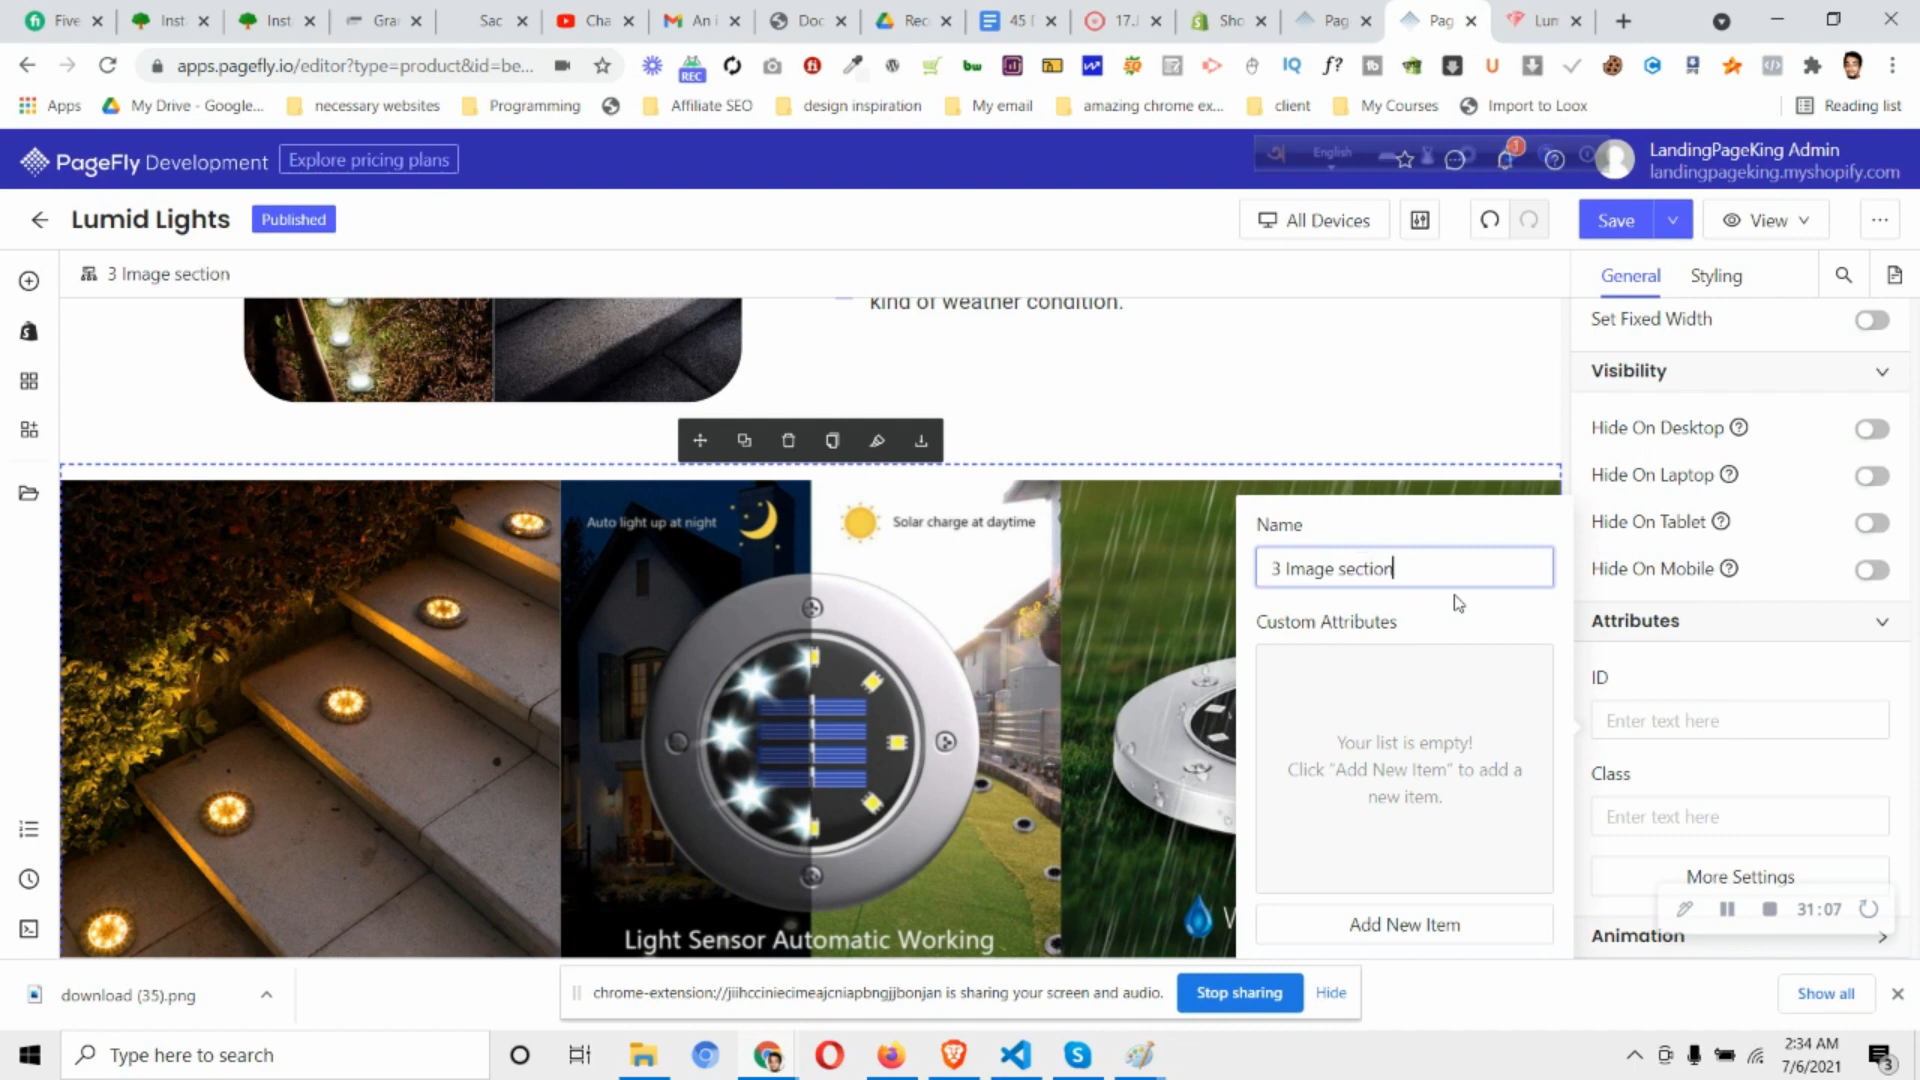 Five
Inst
Inst
Gra
Sac
Cha
An i
Doc
Rec
45 [
17.
Sho
Pag
Pag
Lun
apps.pagefly.io/editor?type=product&id=be...
REC
bw
IQ
f?
U
Apps
My Drive - Google...
necessary websites
Programming
Affiliate SEO
design inspiration
My email
amazing chrome ex...
client
My Courses
Import to Loox
Reading list
PageFly Development
Explore pricing plans
English
1
LandingPageKing Admin
landingpageking.myshopify.com
Lumid Lights
Published
All Devices
Save
View
3 Image section
General
Styling
kind of weather condition.
Set Fixed Width
Visibility
Hide On Desktop
Hide On Laptop
Hide On Tablet
Hide On Mobile
Auto light up at night
Solar charge at daytime
Light Sensor Automatic Working
W
Name
3 Image section
Custom Attributes
Your list is empty!
Click "Add New Item" to add a
new item.
Add New Item
Attributes
ID
Enter text here
Class
Enter text here
More Settings
31:07
Animation
download (35).png
chrome-extension://jiihcciniecimeajcniapbngjjbonjan is sharing your screen and audio.
Stop sharing
Hide
Show all
Type here to search
2:34 AM
7/6/2021
3